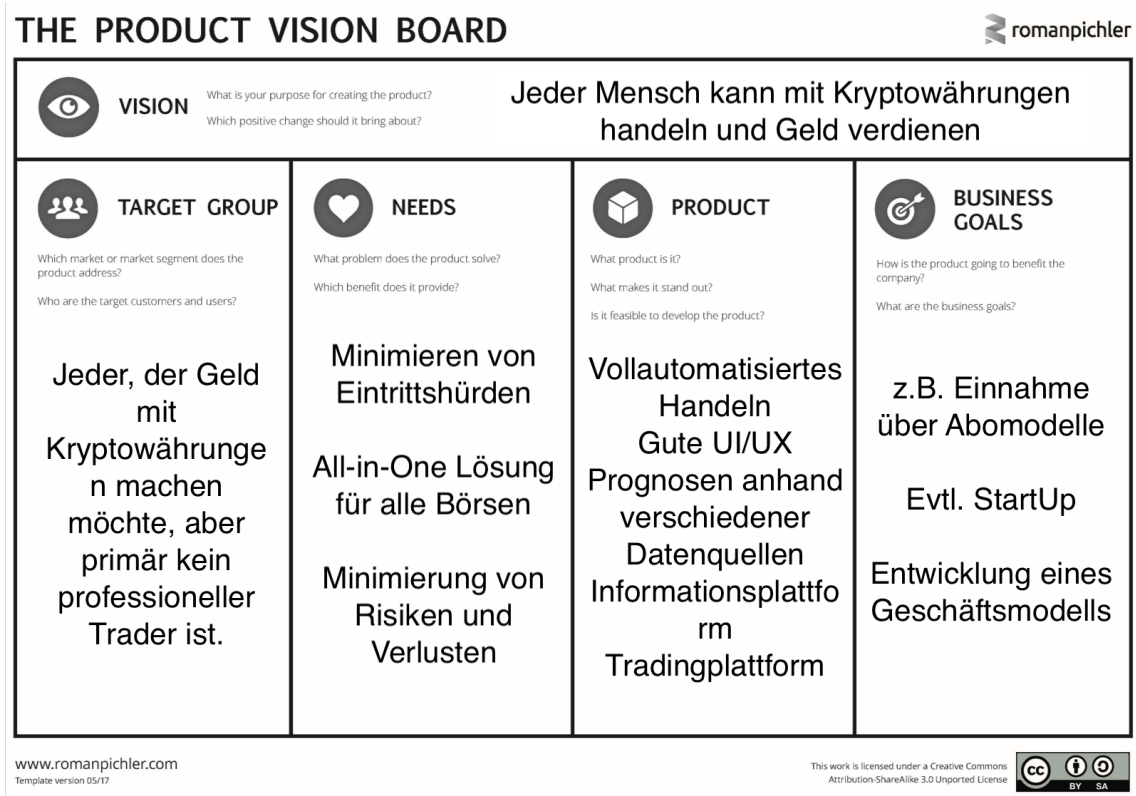 THE PRODUCT VISION BOARD
romanpichler
VISION
What is your purpose for creating the product?
Which positive change should it bring about?
Jeder Mensch kann mit Kryptowährungen
handeln und Geld verdienen
TARGET GROUP
Which market or market segment does the
product address?
Who are the target customers and users?
Jeder, der Geld
mit
Kryptowährunge
n machen
möchte, aber
primär kein
professioneller
Trader ist.
NEEDS
What problem does the product solve?
Which benefit does it provide?
Minimieren von
Eintrittshürden
All-in-One Lösung
für alle Börsen
Minimierung von
Risiken und
Verlusten
PRODUCT
What product is it?
What makes it stand out?
Is it feasible to develop the product?
Vollautomatisiertes
Handeln
Gute UI/UX
Prognosen anhand
verschiedener
Datenquellen
Informationsplattfo
rm
Tradingplattform
BUSINESS
GOALS
How is the product going to benefit the
company?
What are the business goals?
z.B. Einnahme
über Abomodelle
Evtl. StartUp
Entwicklung eines
Geschäftsmodells
www.romanpichler.com
Template version 05/17
This work is licensed under a Creative Commons
Attribution-ShareAlike 3.0 Unported License
cc
BY SA